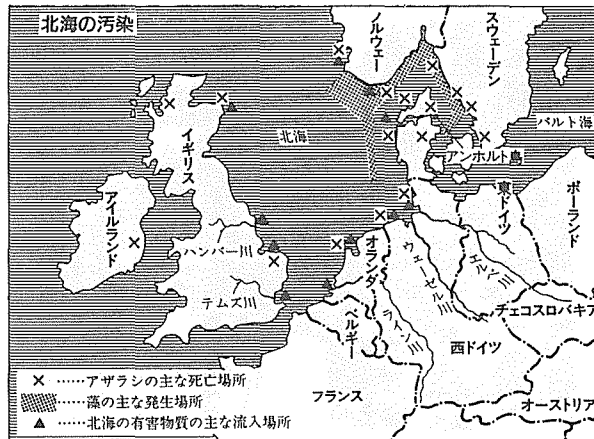 北海の汚染
ノルウェー
スウェーデン
バルト海
北海
アンホルト島
イギリス
アイルランド
ハンバー川
テムズ川
オランダ
ベルギー
ライン川
ウェーゼル川
エルベ川
東ドイツ
ポーランド
チェコスロバキア
西ドイツ
フランス
オーストリア
×……アザラシの主な死亡場所
……藻の主な発生場所
▲……北海の有害物質の主な流入場所